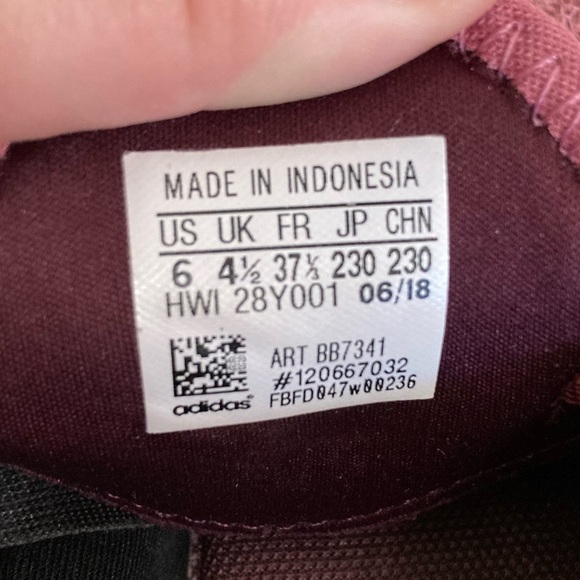 MADE IN INDONESIA
US UK FR JP CHN
6 4½ 37⅓ 230 230
HWI 28Y001 06/18
ART BB7341
#120667032
FBFD047w00236
adidas